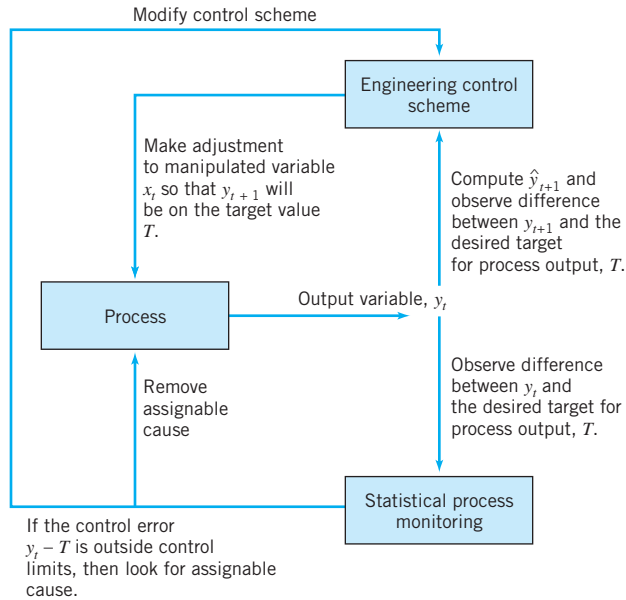 Modify control scheme
Engineering control
scheme
Make adjustment
to manipulated variable
xₜ so that yₜ ₊ ₁ will
be on the target value
T.
Compute ŷₜ₊₁ and
observe difference
between yₜ₊₁ and the
desired target
for process output, T.
Process
Output variable, yₜ
Remove
assignable
cause
Observe difference
between yₜ and
the desired target for
process output, T.
Statistical process
monitoring
If the control error
yₜ – T is outside control
limits, then look for assignable
cause.